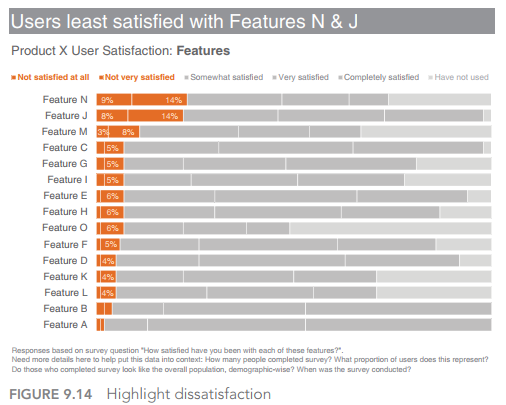 Users least satisfied with Features N & J
Product X User Satisfaction: Features
Not satisfied at all Not very satisfied Somewhat satisfied Very satisfied Completely satisfied Have not used
Feature N 9% 14%
Feature J 8% 14%
Feature M 3% 8%
Feature C 5%
Feature G 5%
Feature I 5%
Feature E 6%
Feature H 6%
Feature O 6%
Feature F 5%
Feature D 4%
Feature K 4%
Feature L 4%
Feature B
Feature A
Responses based on survey question "How satisfied have you been with each of these features?".
Need more details here to help put this data into context: How many people completed survey? What proportion of users does this represent?
Do those who completed survey look like the overall population, demographic-wise? When was the survey conducted?
FIGURE 9.14 Highlight dissatisfaction